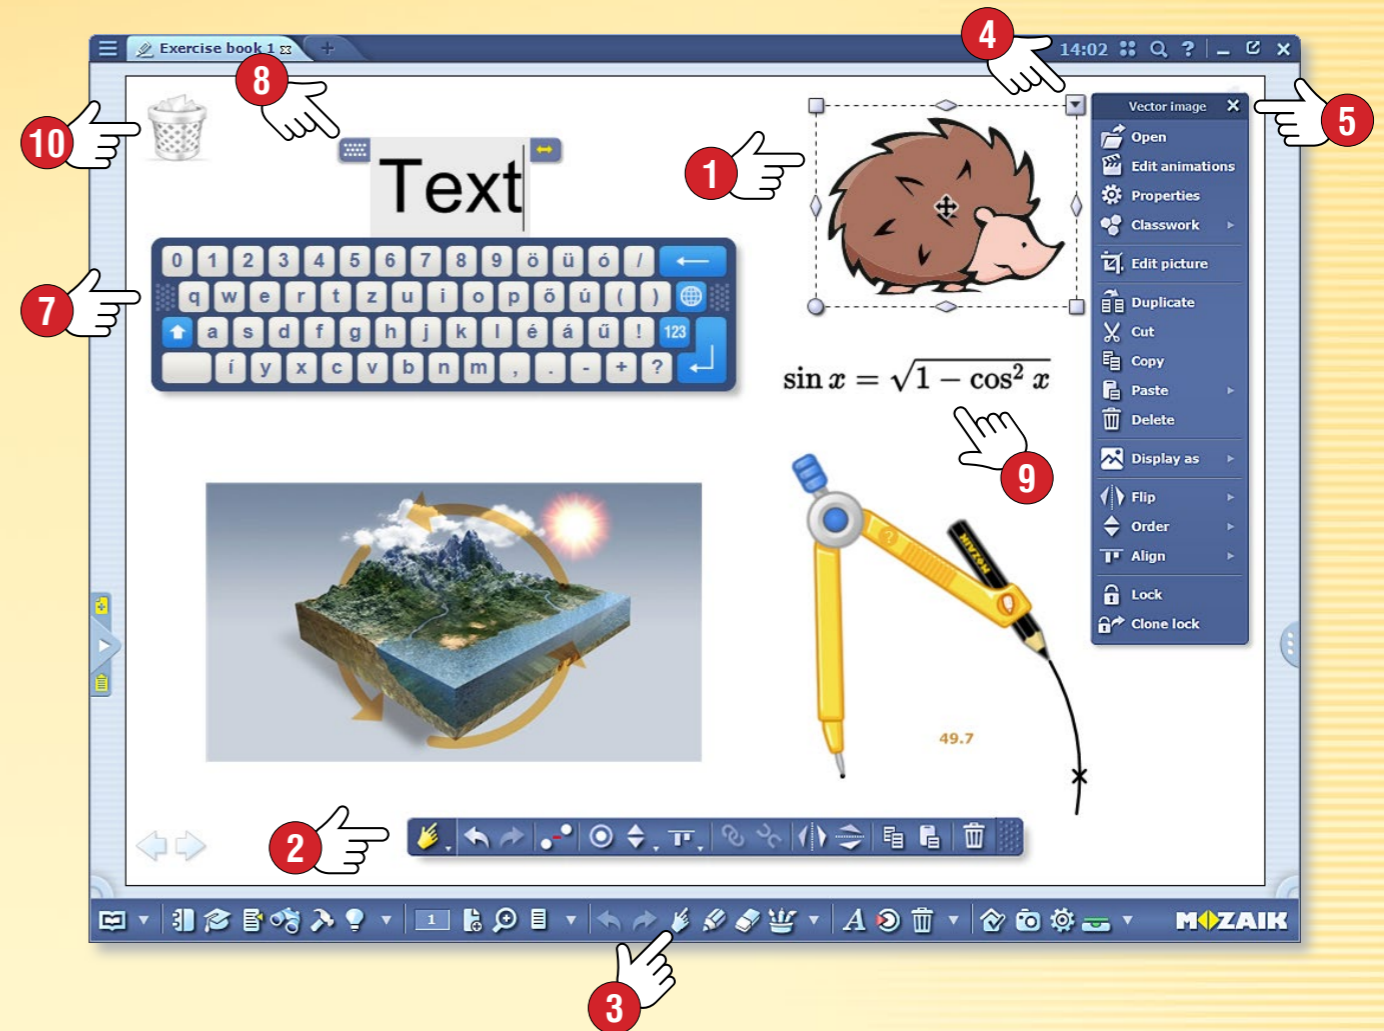 4
Exercise book 1
14:02
?
8
10
Text
1
Vector image
5
Open
Edit animations
Properties
Classwork
Edit picture
Duplicate
Cut
Copy
Paste
Delete
Display as
Flip
Order
Align
Lock
Clone lock
7
0 1 2 3 4 5 6 7 8 9 ö ü ó /
q w e r t z u i o p ő ú ( )
a s d f g h j k l é á ű ! 123
í y x c v b n m , . - + ?
sin x = √(1 − cos² x)
9
MOZAIK
49.7
2
1
A
MOZAIK
3